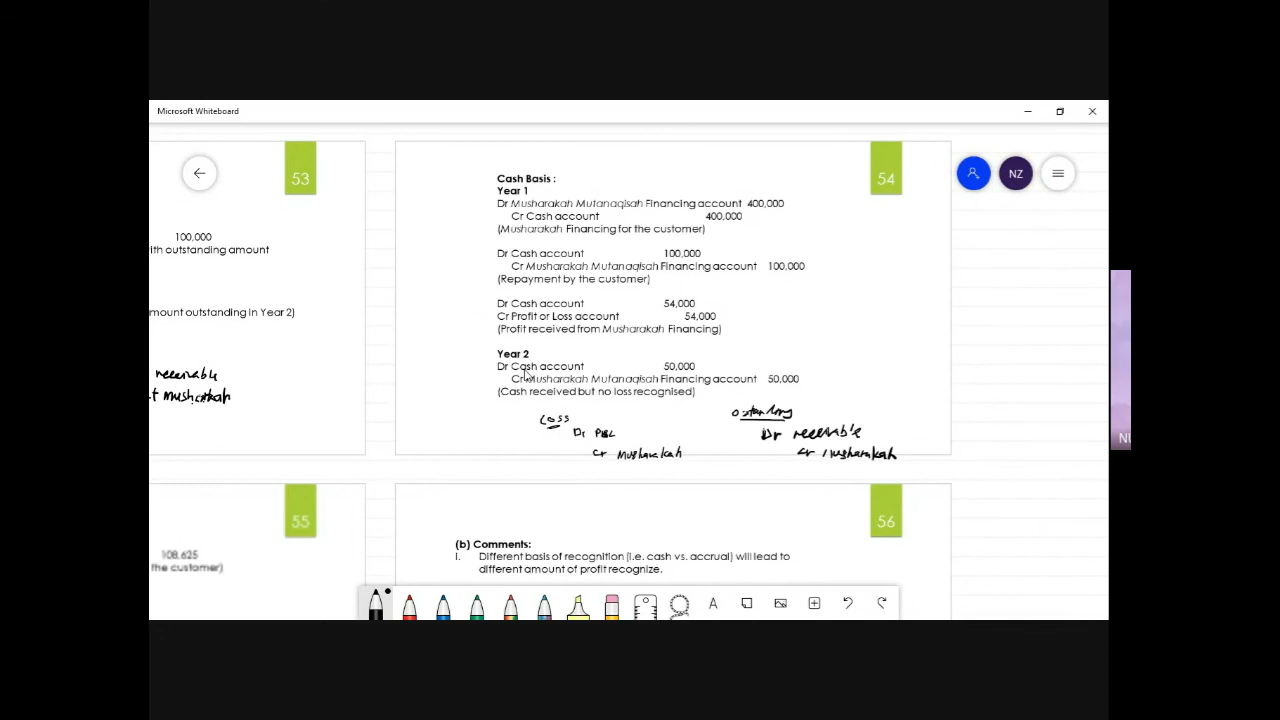 Microsoft Whiteboard
53
100,000
ith outstanding amount
mount outstanding in Year 2)
receivable
t musharakah
54
NZ
Cash Basis :
Year 1
Dr Musharakah Mutanaqisah Financing account 400,000
Cr Cash account 400,000
(Musharakah Financing for the customer)
Dr Cash account 100,000
Cr Musharakah Mutanaqisah Financing account 100,000
(Repayment by the customer)
Dr Cash account 54,000
Cr Profit or Loss account 54,000
(Profit received from Musharakah Financing)
Year 2
Dr Cash account 50,000
Cr Musharakah Mutanaqisah Financing account 50,000
(Cash received but no loss recognised)
Loss
Dr P&L
Cr Musharakah
Dr receivable
Cr Musharakah
NU
55
108,625
the customer)
56
(b) Comments:
i. Different basis of recognition (i.e. cash vs. accrual) will lead to
different amount of profit recognize.
A